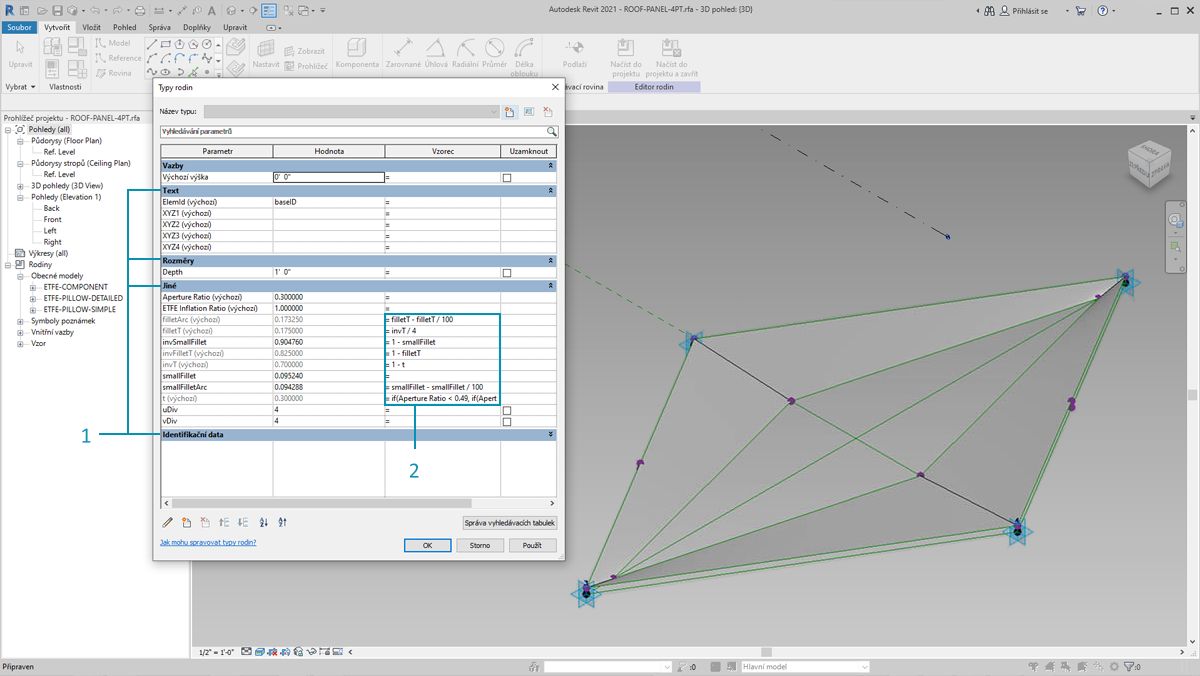 Autodesk Revit 2021 - ROOF-PANEL-4PT.rfa - 3D pohled: {3D}
Přihlásit se
Soubor Vytvořit Vložit Pohled Správa Doplňky Upravit
Upravit
Model
Reference
Rovina
Nastavit
Zobrazit
Prohlížeč
Komponenta
Zarovnané Úhlová Radiální Průměr Délka oblouku
Podlaží
Načíst do projektu
Načíst do projektu a zavřít
Vybrat
Vlastnosti
ávací rovina
Editor rodin
Prohlížeč projektu - ROOF-PANEL-4PT.rfa
Pohledy (all)
Půdorysy (Floor Plan)
Ref. Level
Půdorysy stropů (Ceiling Plan)
Ref. Level
3D pohledy (3D View)
Pohledy (Elevation 1)
Back
Front
Left
Right
Výkresy (all)
Rodiny
Obecné modely
ETFE-COMPONENT
ETFE-PILLOW-DETAILED
ETFE-PILLOW-SIMPLE
Symboly poznámek
Vnitřní vazby
Vzor
Typy rodin
Název typu:
Vyhledávání parametrů
Parametr Hodnota Vzorec Uzamknout
Vazby
Výchozí výška 0' 0" =
Text
ElemId (výchozí) baseID =
XYZ1 (výchozí) =
XYZ2 (výchozí) =
XYZ3 (výchozí) =
XYZ4 (výchozí) =
Rozměry
Depth 1' 0" =
Jiné
Aperture Ratio (výchozí) 0.300000 =
ETFE Inflation Ratio (výchozí) 1.000000 =
filletArc (výchozí) 0.173250 = filletT - filletT / 100
filletT (výchozí) 0.175000 = invT / 4
invSmallFillet 0.904760 = 1 - smallFillet
invFilletT (výchozí) 0.825000 = 1 - filletT
invT (výchozí) 0.700000 = 1 - t
smallFillet 0.095240 =
smallFilletArc 0.094288 = smallFillet - smallFillet / 100
t (výchozí) 0.300000 = if(Aperture Ratio < 0.49, if(Apert
uDiv 4 =
vDiv 4 =
Identifikační data
1
2
Správa vyhledávacích tabulek
Jak mohu spravovat typy rodin?
OK Storno Použít
1/2" = 1'-0"
Připraven
:0
Hlavní model
:0